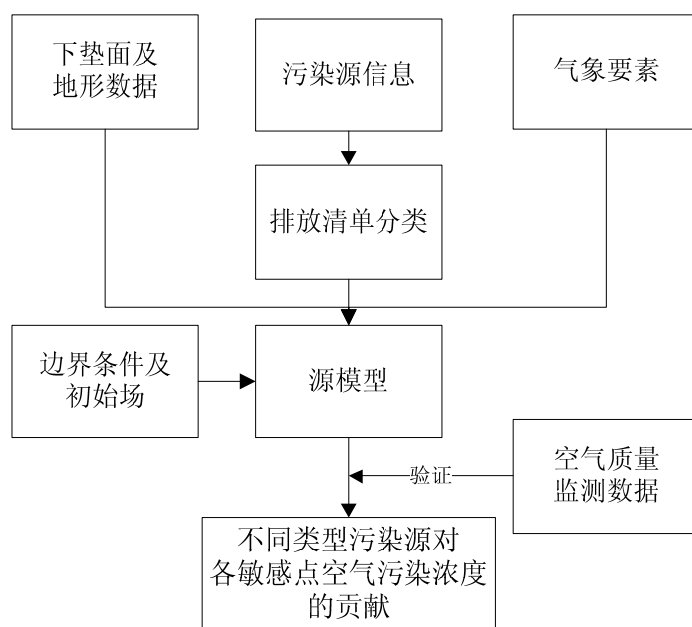 下垫面及
地形数据
污染源信息
气象要素
排放清单分类
边界条件及
初始场
源模型
验证
空气质量
监测数据
不同类型污染源对
各敏感点空气污染浓度
的贡献